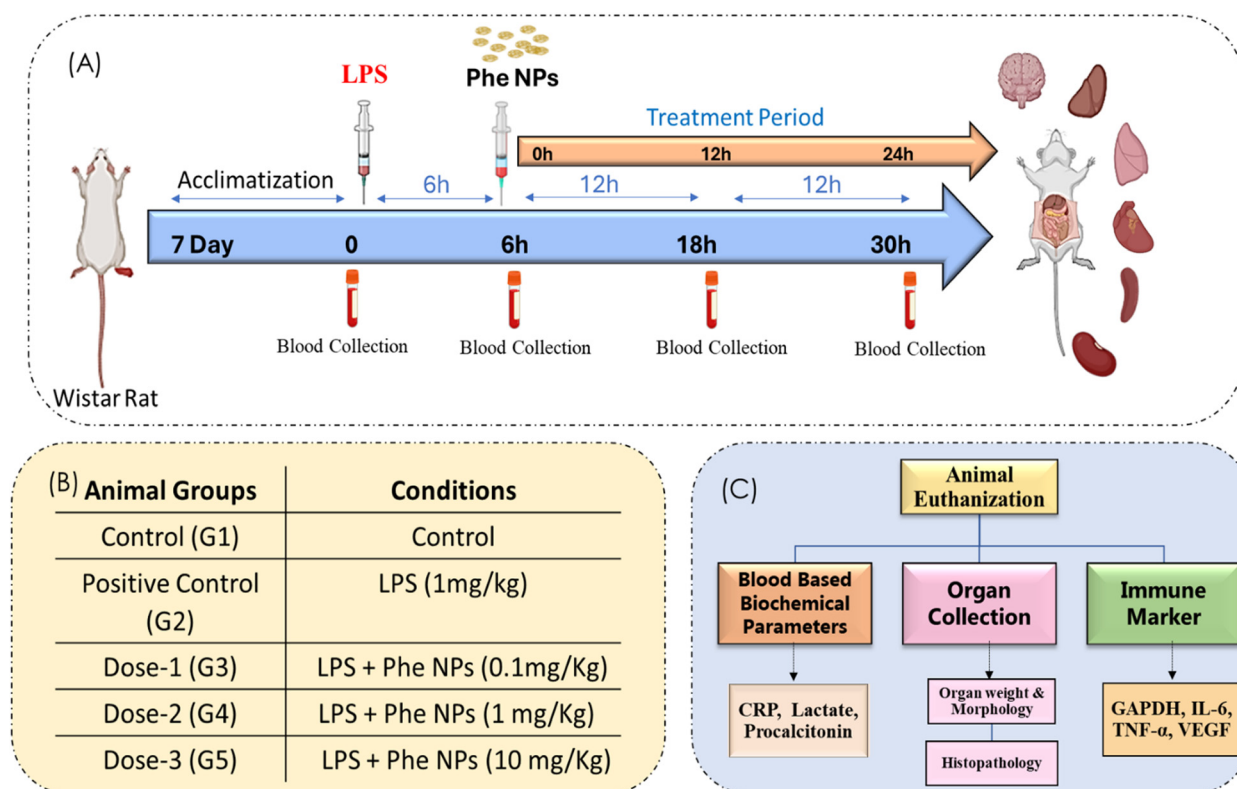 (A)
LPS
Phe NPs
Treatment Period
0h 12h 24h
Acclimatization 6h 12h 12h
7 Day 0 6h 18h 30h
Blood Collection Blood Collection Blood Collection Blood Collection
Wistar Rat
(B)
Animal Groups Conditions
Control (G1) Control
Positive Control LPS (1mg/kg)
(G2)
Dose-1 (G3) LPS + Phe NPs (0.1mg/Kg)
Dose-2 (G4) LPS + Phe NPs (1 mg/Kg)
Dose-3 (G5) LPS + Phe NPs (10 mg/Kg)
(C)
Animal
Euthanization
Blood Based
Biochemical
Parameters
Organ
Collection
Immune
Marker
CRP, Lactate,
Procalcitonin
Organ weight &
Morphology
Histopathology
GAPDH, IL-6,
TNF-α, VEGF